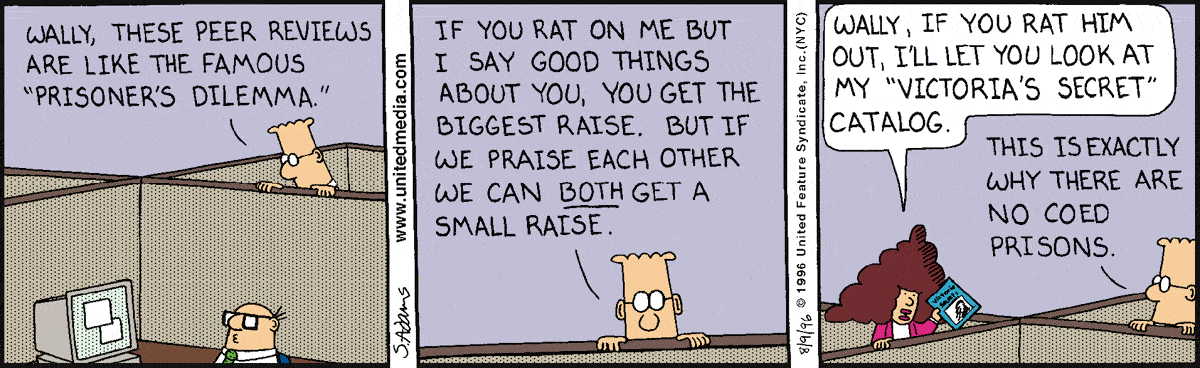 WALLY, THESE PEER REVIEWS
ARE LIKE THE FAMOUS
"PRISONER'S DILEMMA."
www.unitedmedia.com
S.Adams
IF YOU RAT ON ME BUT
I SAY GOOD THINGS
ABOUT YOU, YOU GET THE
BIGGEST RAISE. BUT IF
WE PRAISE EACH OTHER
WE CAN BOTH GET A
SMALL RAISE.
8/9/96 © 1996 United Feature Syndicate, Inc.(NYC)
WALLY, IF YOU RAT HIM
OUT, I'LL LET YOU LOOK AT
MY "VICTORIA'S SECRET"
CATALOG.
Victoria
THIS IS EXACTLY
WHY THERE ARE
NO COED
PRISONS.